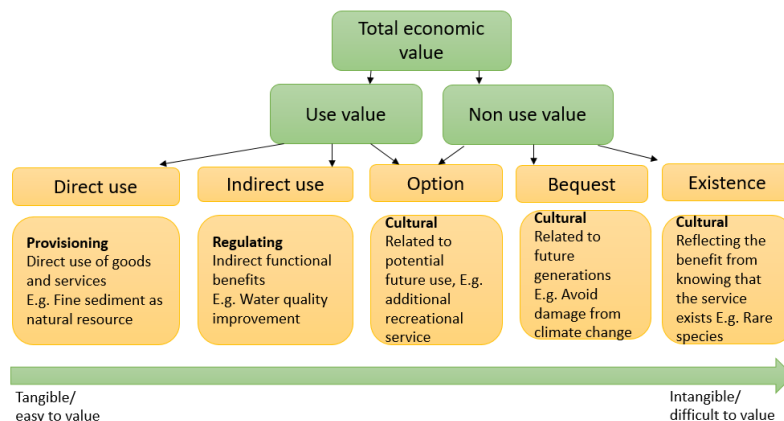 Total economic
value
Use value
Non use value
Direct use
Indirect use
Option
Bequest
Existence
Provisioning
Direct use of goods
and services
E.g. Fine sediment as
natural resource
Regulating
Indirect functional
benefits
E.g. Water quality
improvement
Cultural
Related to
potential
future use, E.g.
additional
recreational
service
Cultural
Related to
future
generations
E.g. Avoid
damage from
climate change
Cultural
Reflecting the
benefit from
knowing that
the service
exists E.g. Rare
species
Tangible/
easy to value
Intangible/
difficult to value